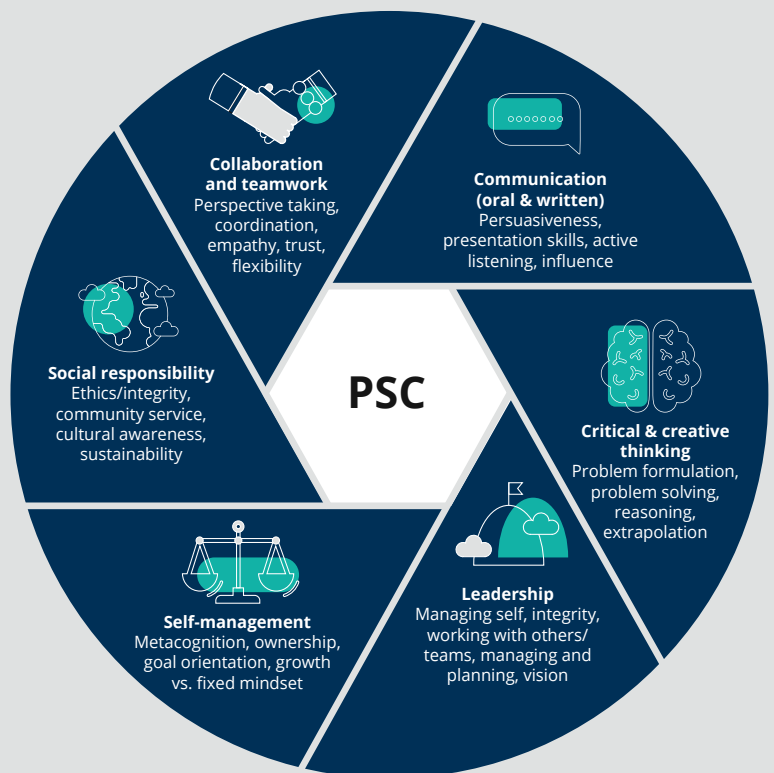 Collaboration
and teamwork
Perspective taking,
coordination,
empathy, trust,
flexibility
Communication
(oral & written)
Persuasiveness,
presentation skills, active
listening, influence
Social responsibility
Ethics/integrity,
community service,
cultural awareness,
sustainability
PSC
Critical & creative
thinking
Problem formulation,
problem solving,
reasoning,
extrapolation
Self-management
Metacognition, ownership,
goal orientation, growth
vs. fixed mindset
Leadership
Managing self, integrity,
working with others/
teams, managing and
planning, vision